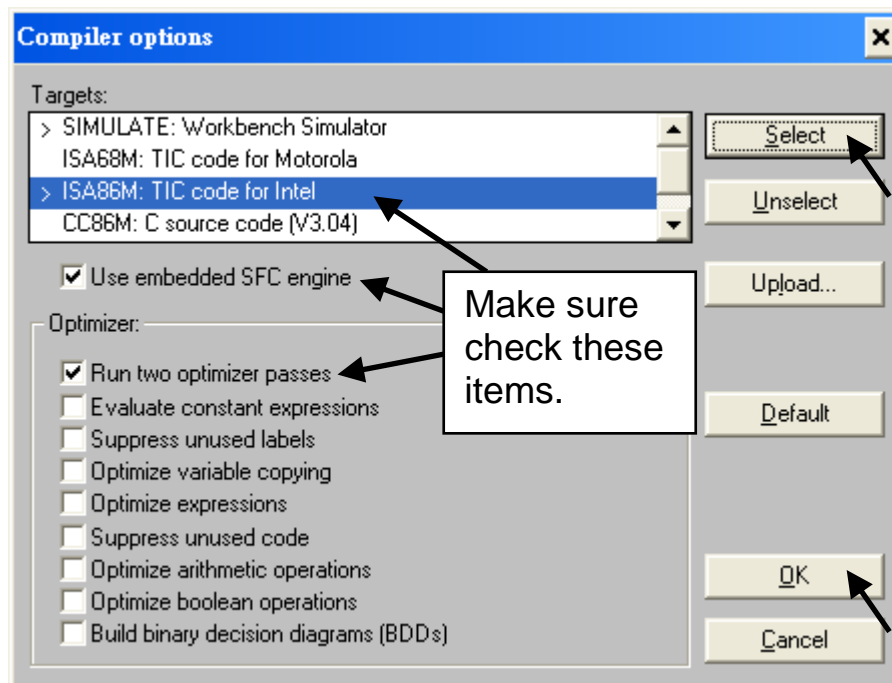 Compiler options
Targets:
> SIMULATE: Workbench Simulator
ISA68M: TIC code for Motorola
> ISA86M: TIC code for Intel
CC86M: C source code (V3.04)
Select
Unselect
Use embedded SFC engine
Upload...
Make sure
check these
items.
Optimizer:
Run two optimizer passes
Evaluate constant expressions
Suppress unused labels
Optimize variable copying
Optimize expressions
Suppress unused code
Optimize arithmetic operations
Optimize boolean operations
Build binary decision diagrams (BDDs)
Default
OK
Cancel